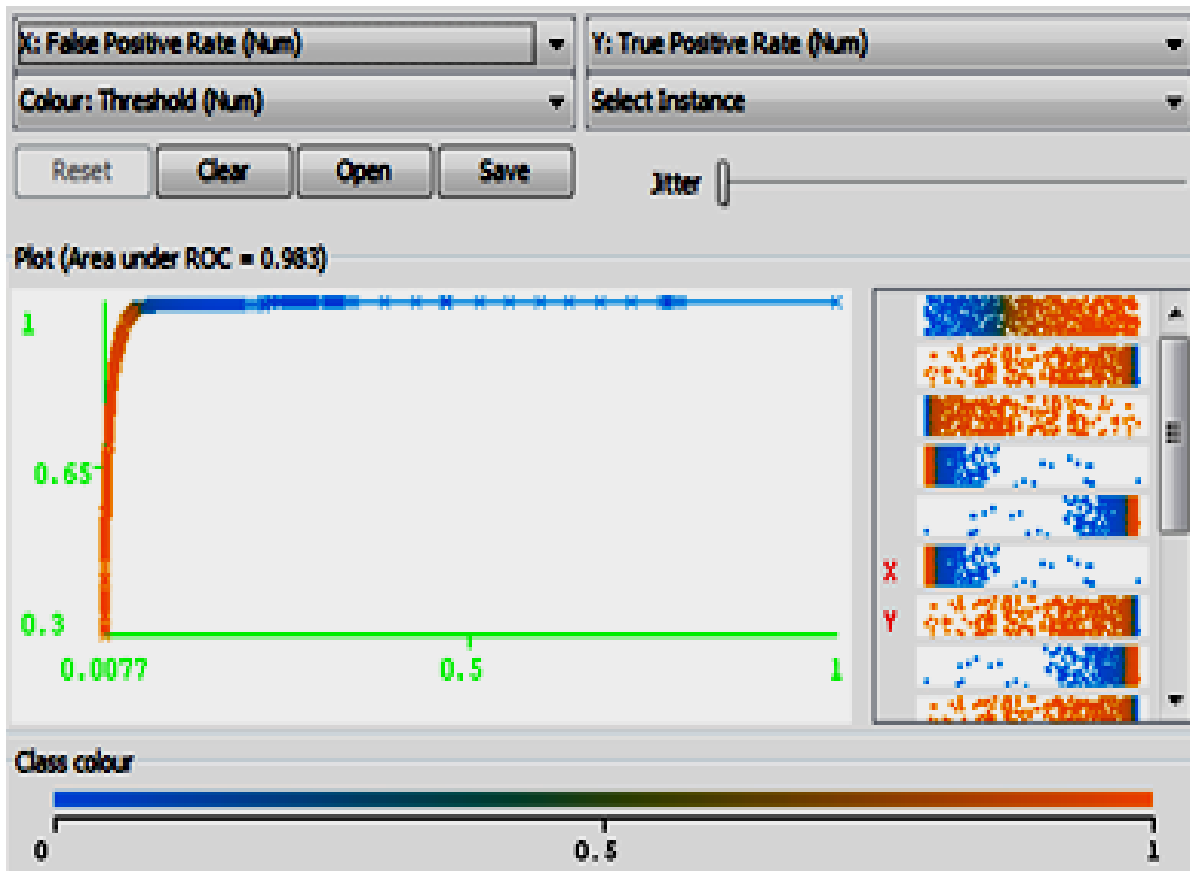 X: False Positive Rate (Num) Y: True Positive Rate (Num)
Colour: Threshold (Num) Select Instance
Reset Clear Open Save Jitter
Plot (Area under ROC = 0.983)
1
0.65
0.3
0.0077 0.5 1
X
Y
Class colour
0 0.5 1